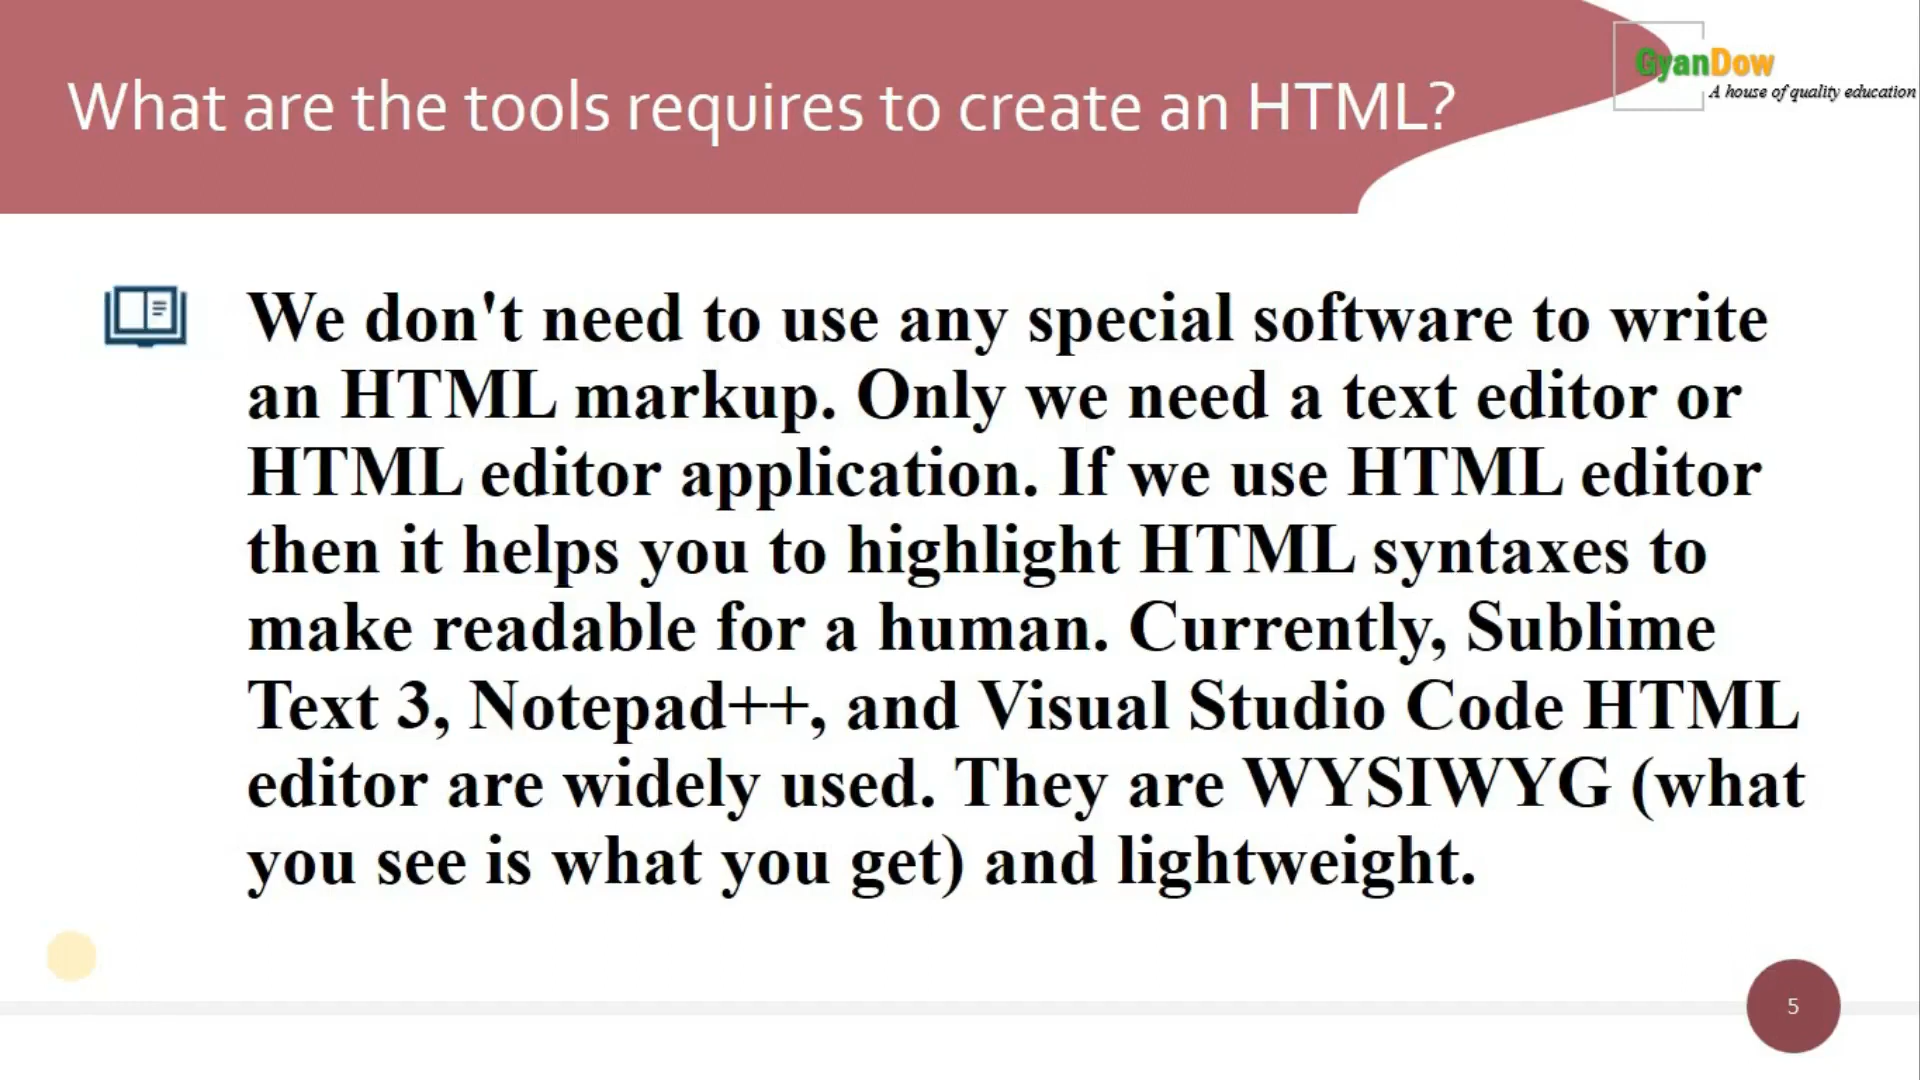 GyanDow
A house of quality education
What are the tools requires to create an HTML?
We don't need to use any special software to write
an HTML markup. Only we need a text editor or
HTML editor application. If we use HTML editor
then it helps you to highlight HTML syntaxes to
make readable for a human. Currently, Sublime
Text 3, Notepad++, and Visual Studio Code HTML
editor are widely used. They are WYSIWYG (what
you see is what you get) and lightweight.
5